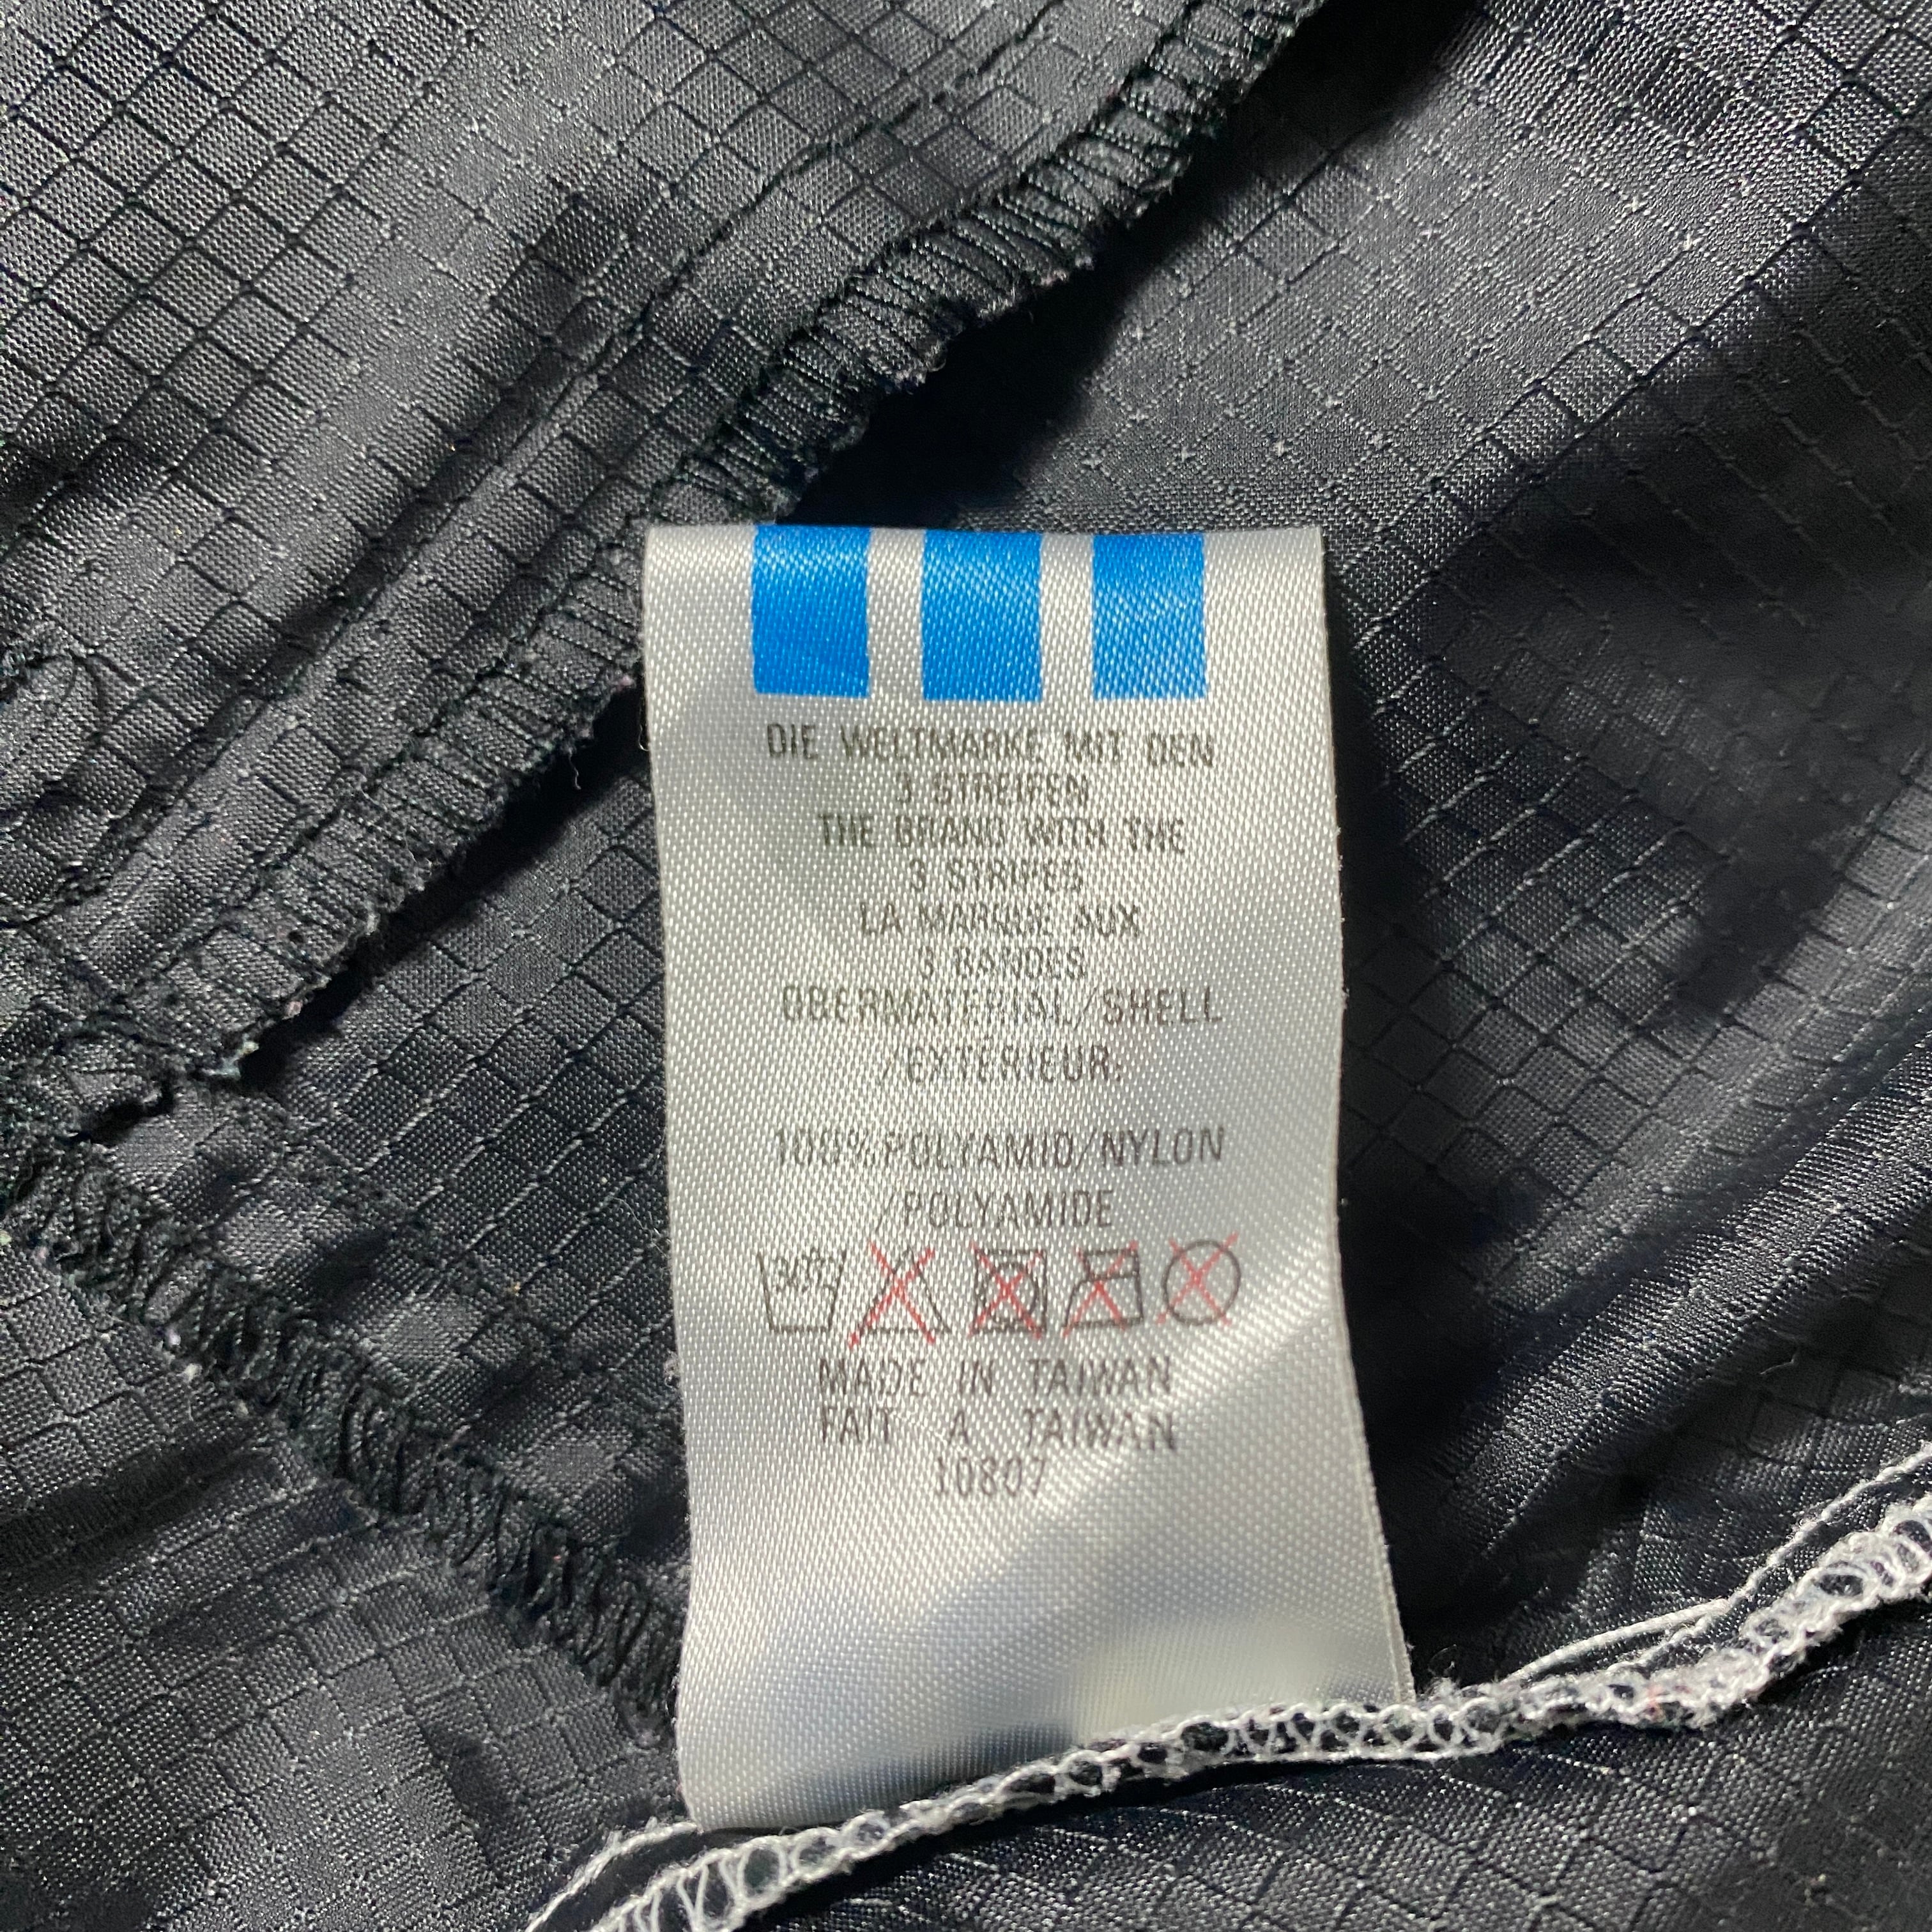 DIE WELTMARKE MIT DEN
3 STREIFEN
THE BRAND WITH THE
3 STRIPES
LA MARQUE AUX
3 BANDES
OBERMATERIAL/SHELL
/EXTERIEUR:
100%POLYAMID/NYLON
/POLYAMIDE
30°C
MADE IN TAIWAN
FAIT A TAIWAN
10807